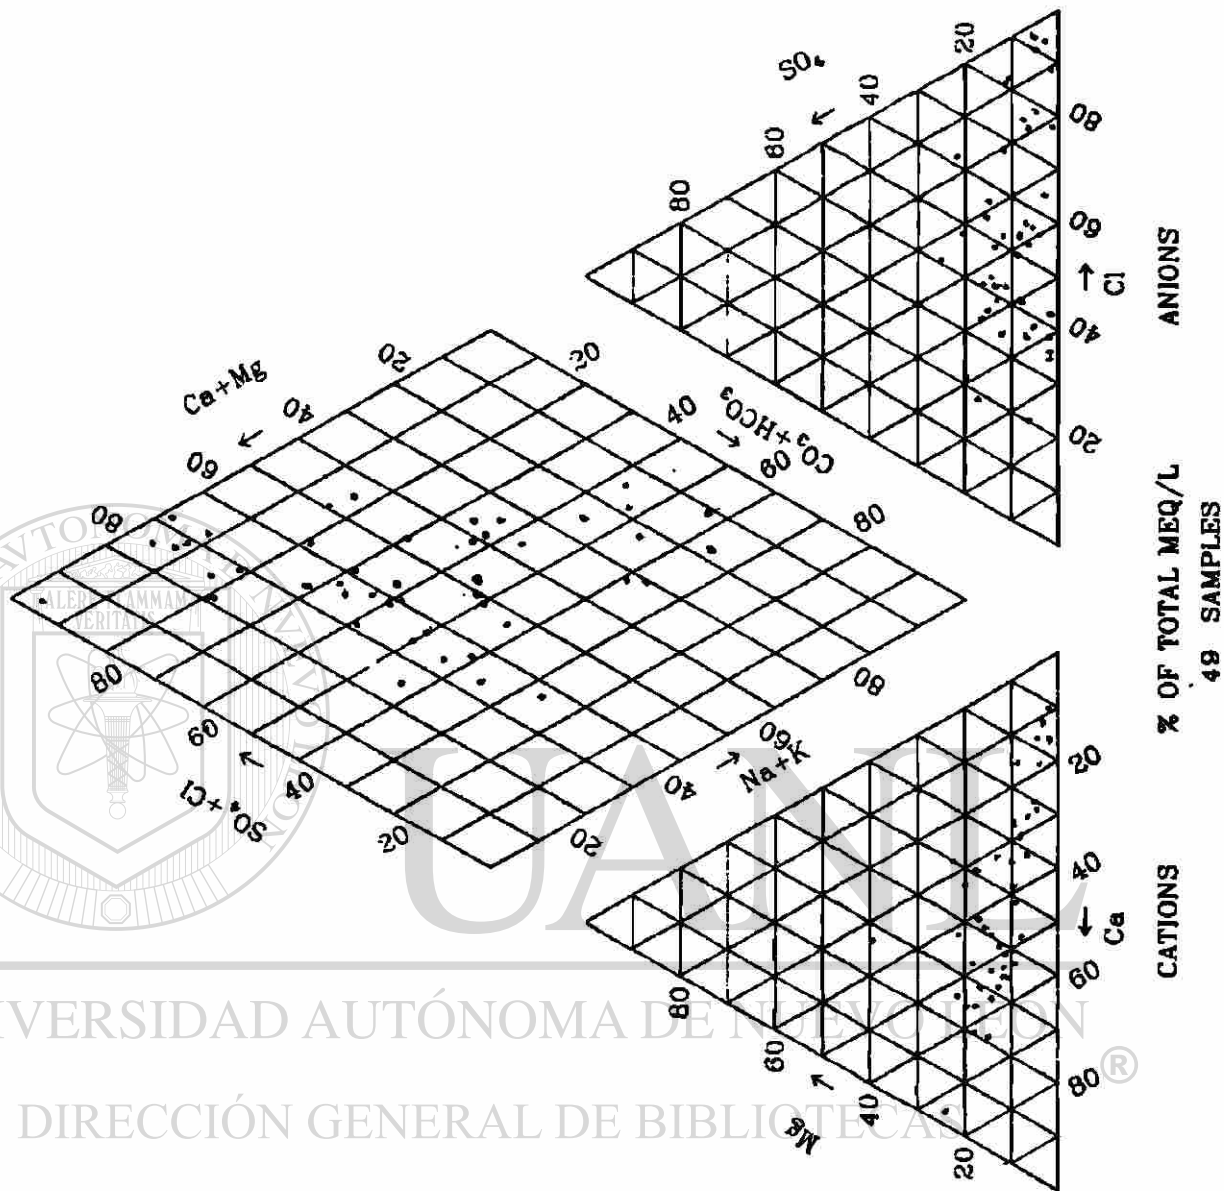 SO₄
20
40
60
80
80
60
40
20
→
Cl
ANIONS
Ca+Mg
20
40
60
80
20
40
60
80
CO₃+HCO₃
80
60
40
20
SO₄+Cl
20
40
60
80
Na+K
% OF TOTAL MEQ/L
49 SAMPLES
Mg
20
40
60
80
20
40
60
80
←
Ca
CATIONS
UANL
UNIVERSIDAD AUTÓNOMA DE NUEVO LEÓN
®
DIRECCIÓN GENERAL DE BIBLIOTECAS
VERITATIS